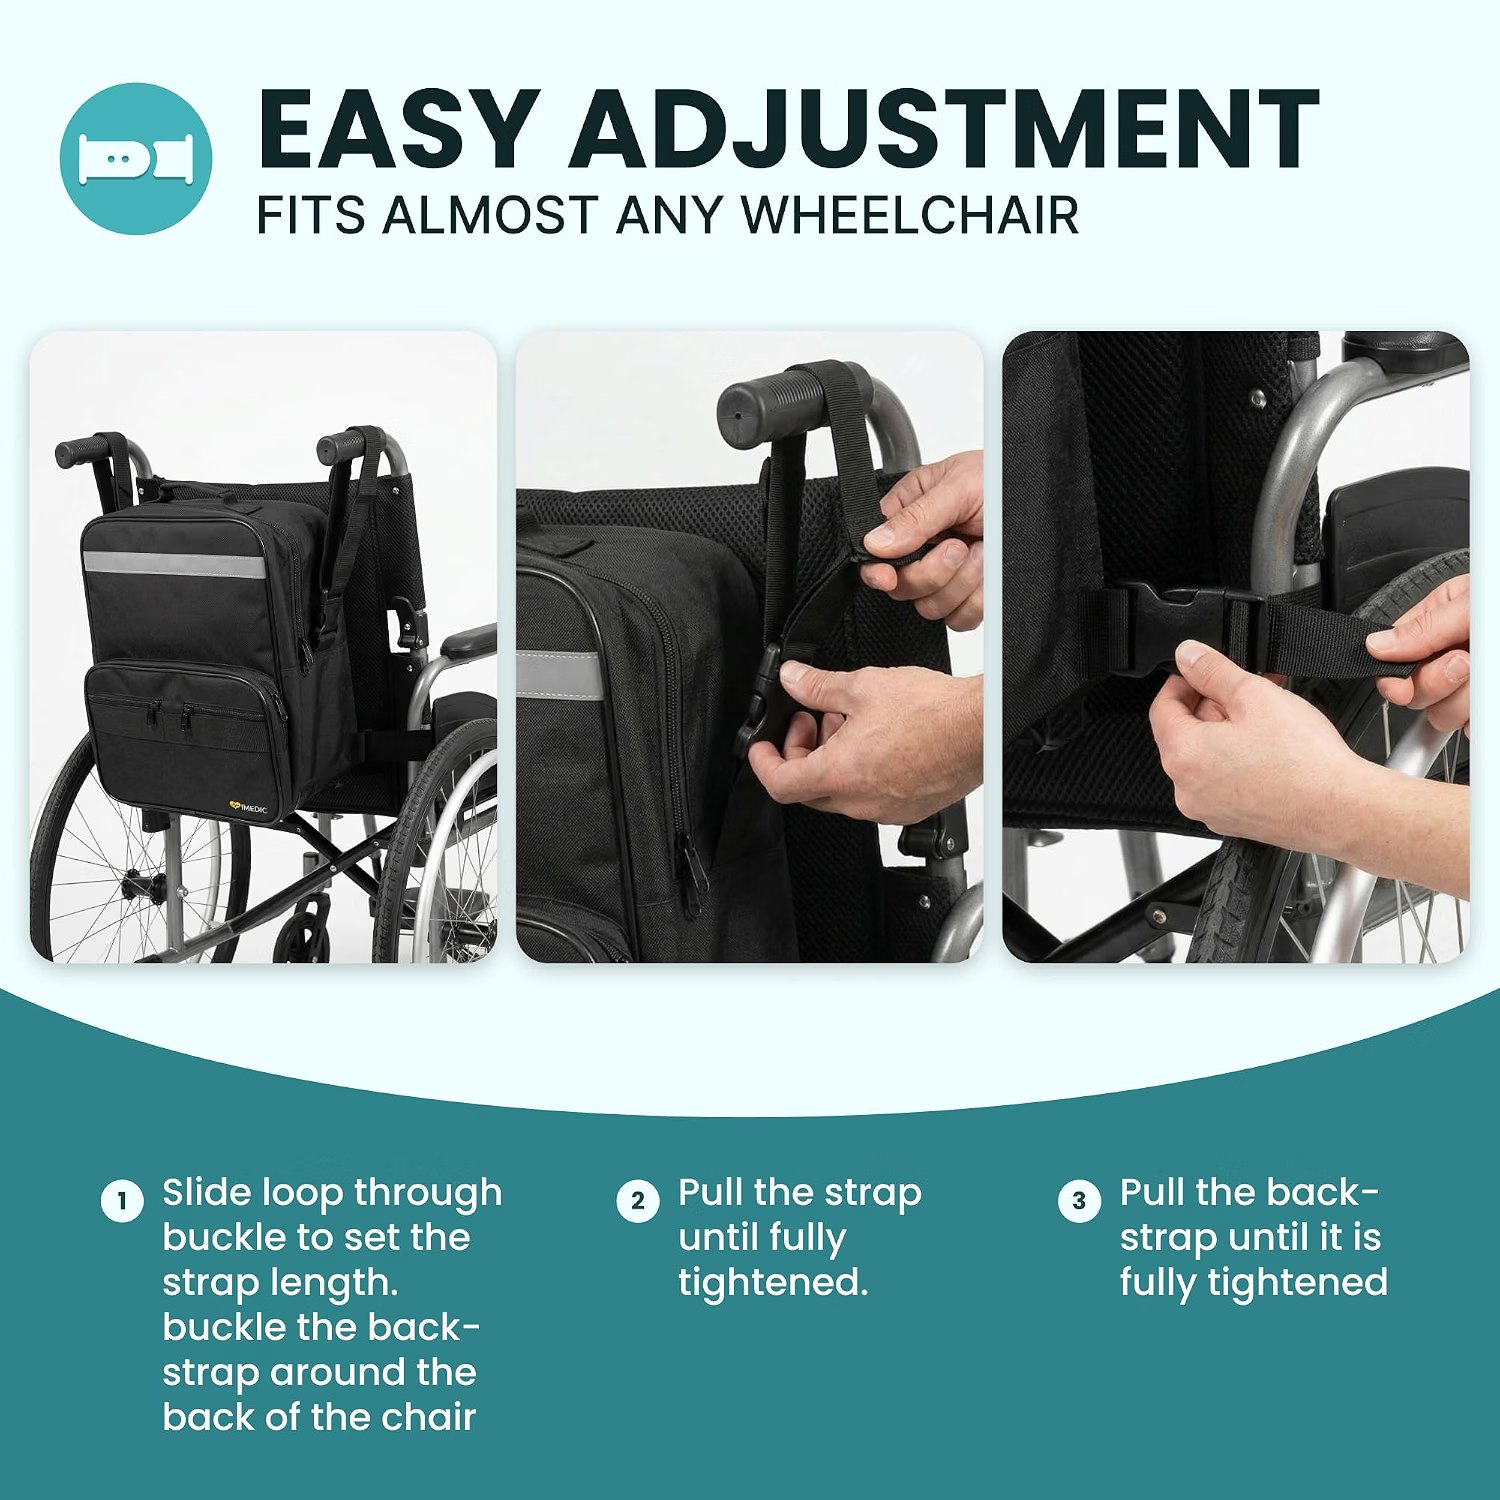 EASY ADJUSTMENT
FITS ALMOST ANY WHEELCHAIR
IMEDIC
1
Slide loop through
buckle to set the
strap length.
buckle the back-
strap around the
back of the chair
2
Pull the strap
until fully
tightened.
3
Pull the back-
strap until it is
fully tightened